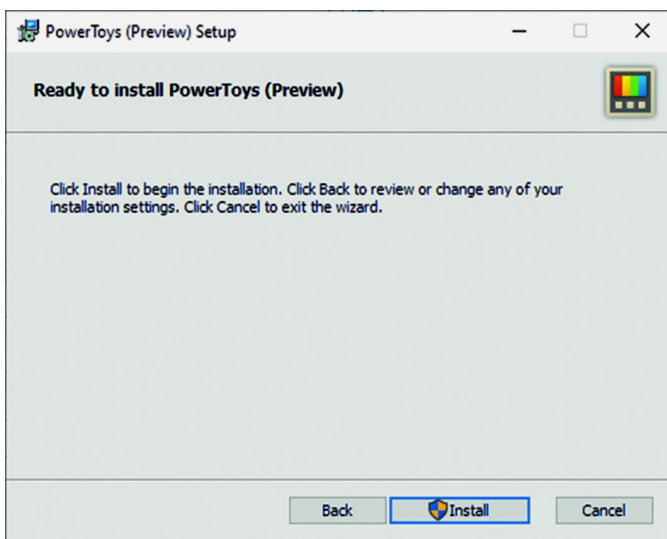 PowerToys (Preview) Setup
Ready to install PowerToys (Preview)
Click Install to begin the installation. Click Back to review or change any of your
installation settings. Click Cancel to exit the wizard.
Back Install Cancel